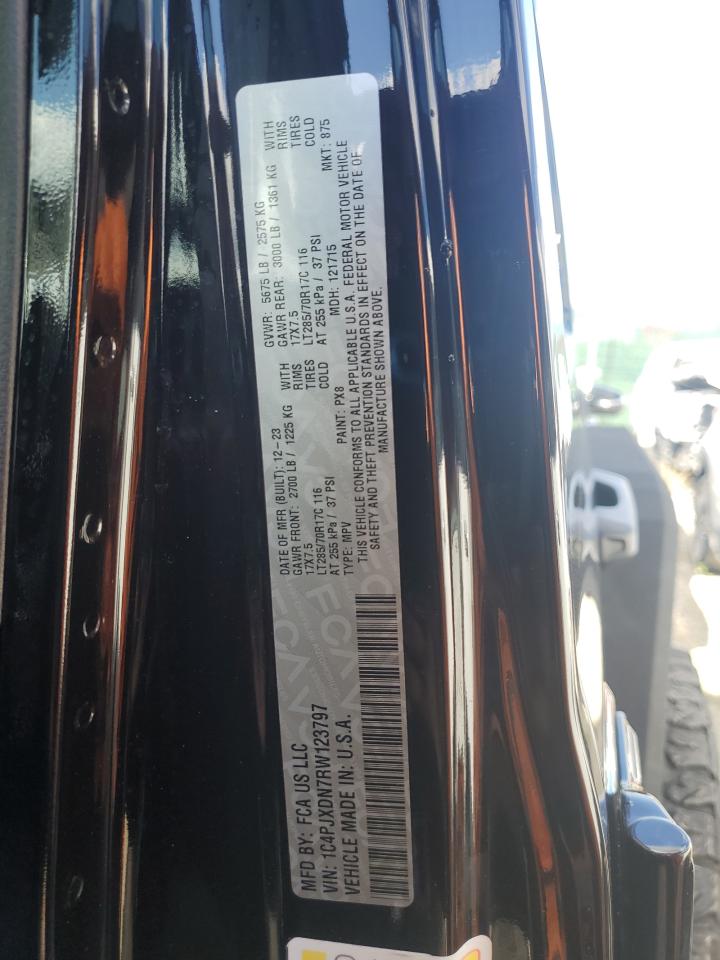 MFD BY: FCA US LLC
DATE OF MFR (BUILT): 12-23
GVWR: 5675 LB / 2575 KG
GAWR FRONT: 2700 LB / 1225 KG WITH
GAWR REAR: 3000 LB / 1361 KG WITH
17X7.5 RIMS
17X7.5 RIMS
LT285/70R17C 116 TIRES
LT285/70R17C 116 TIRES
AT 255 kPa / 37 PSI COLD
AT 255 kPa / 37 PSI COLD
VIN: 1C4PJXDN7RW123797
TYPE: MPV
PAINT: PX8
MDH: 121715
MKT: 875
VEHICLE MADE IN: U.S.A.
THIS VEHICLE CONFORMS TO ALL APPLICABLE U.S.A. FEDERAL MOTOR VEHICLE
SAFETY AND THEFT PREVENTION STANDARDS IN EFFECT ON THE DATE OF
MANUFACTURE SHOWN ABOVE.